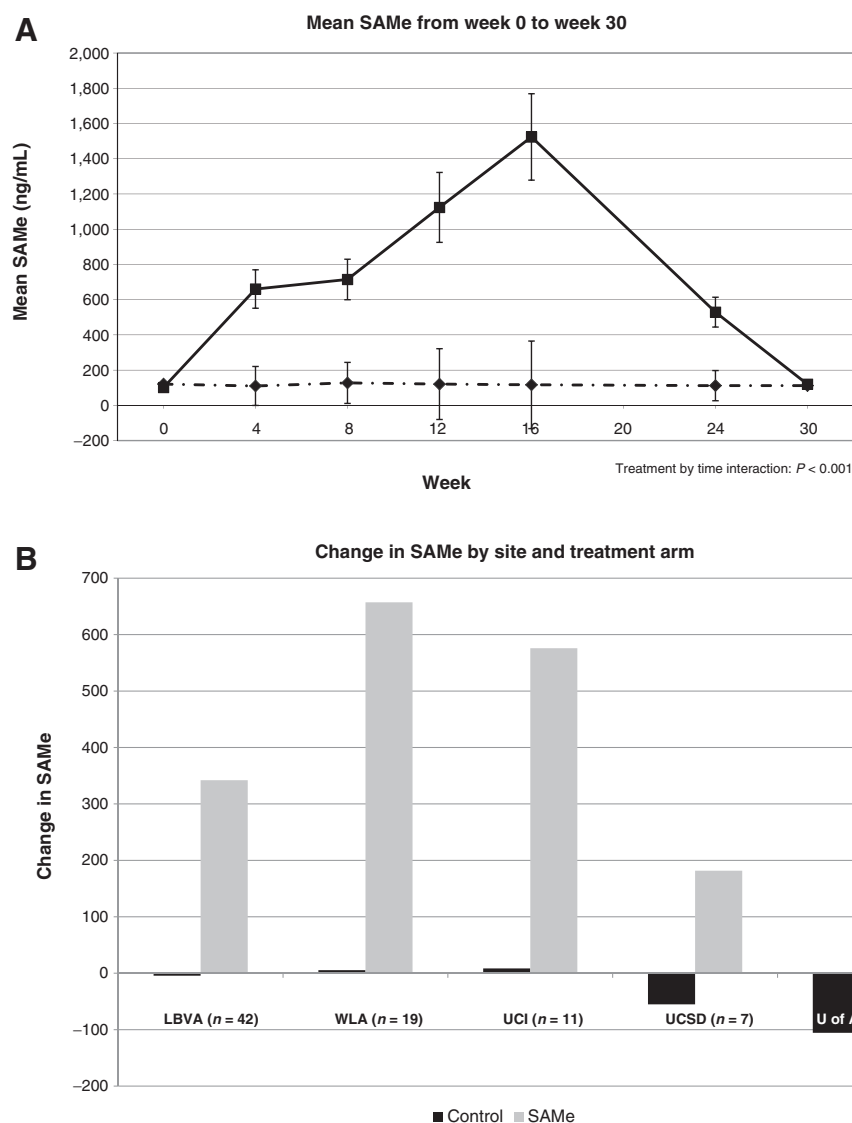 A
Mean SAMe from week 0 to week 30
Mean SAMe (ng/mL)
2,000
1,800
1,600
1,400
1,200
1,000
800
600
400
200
0
−200
0 4 8 12 16 20 24 30
Week
Treatment by time interaction: P < 0.001
B
Change in SAMe by site and treatment arm
Change in SAMe
700
600
500
400
300
200
100
0
−100
−200
LBVA (n = 42) WLA (n = 19) UCI (n = 11) UCSD (n = 7) U of
Control SAMe